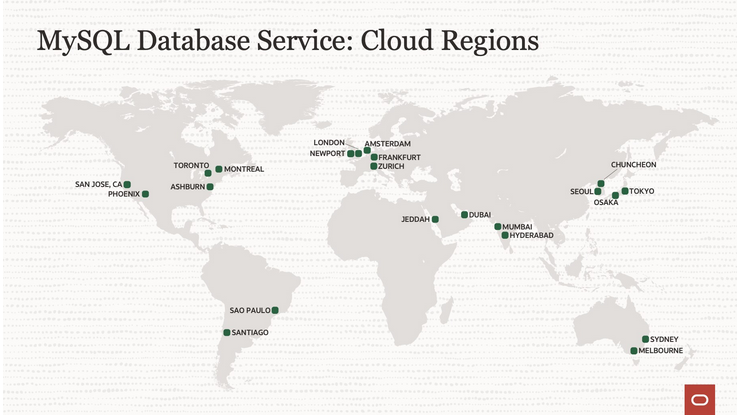 MySQL Database Service: Cloud Regions
LONDON
AMSTERDAM
NEWPORT
FRANKFURT
ZURICH
CHUNCHEON
TORONTO
MONTREAL
SAN JOSE, CA
ASHBURN
PHOENIX
SEOUL
TOKYO
OSAKA
JEDDAH
DUBAI
MUMBAI
HYDERABAD
SAO PAULO
SANTIAGO
SYDNEY
MELBOURNE